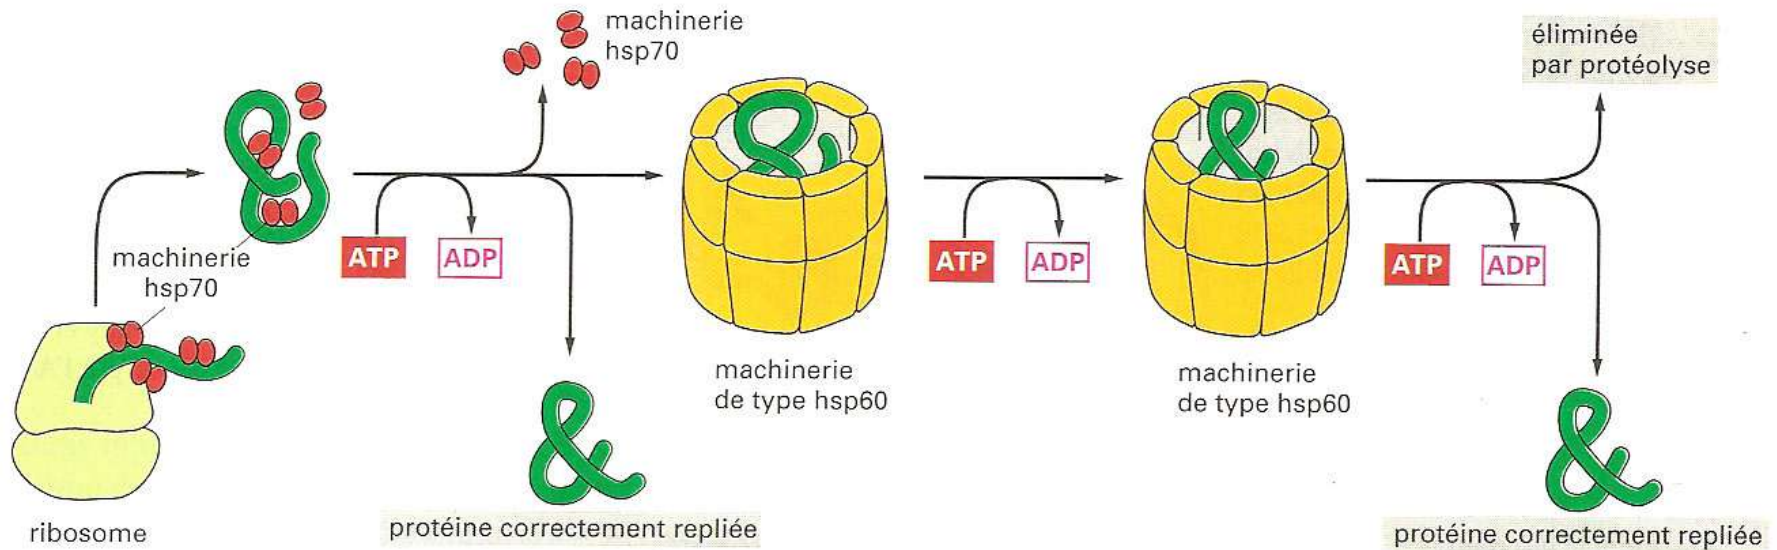 machinerie
hsp70
éliminée
par protéolyse
machinerie
hsp70
ATP
ADP
ATP
ADP
ATP
ADP
machinerie
de type hsp60
machinerie
de type hsp60
ribosome
protéine correctement repliée
protéine correctement repliée